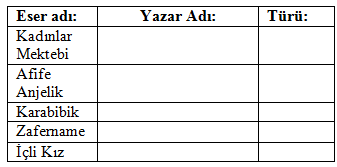 Eser adı: Yazar Adı: Türü:
Kadınlar
Mektebi
Afife
Anjelik
Karabibik
Zafername
İçli Kız